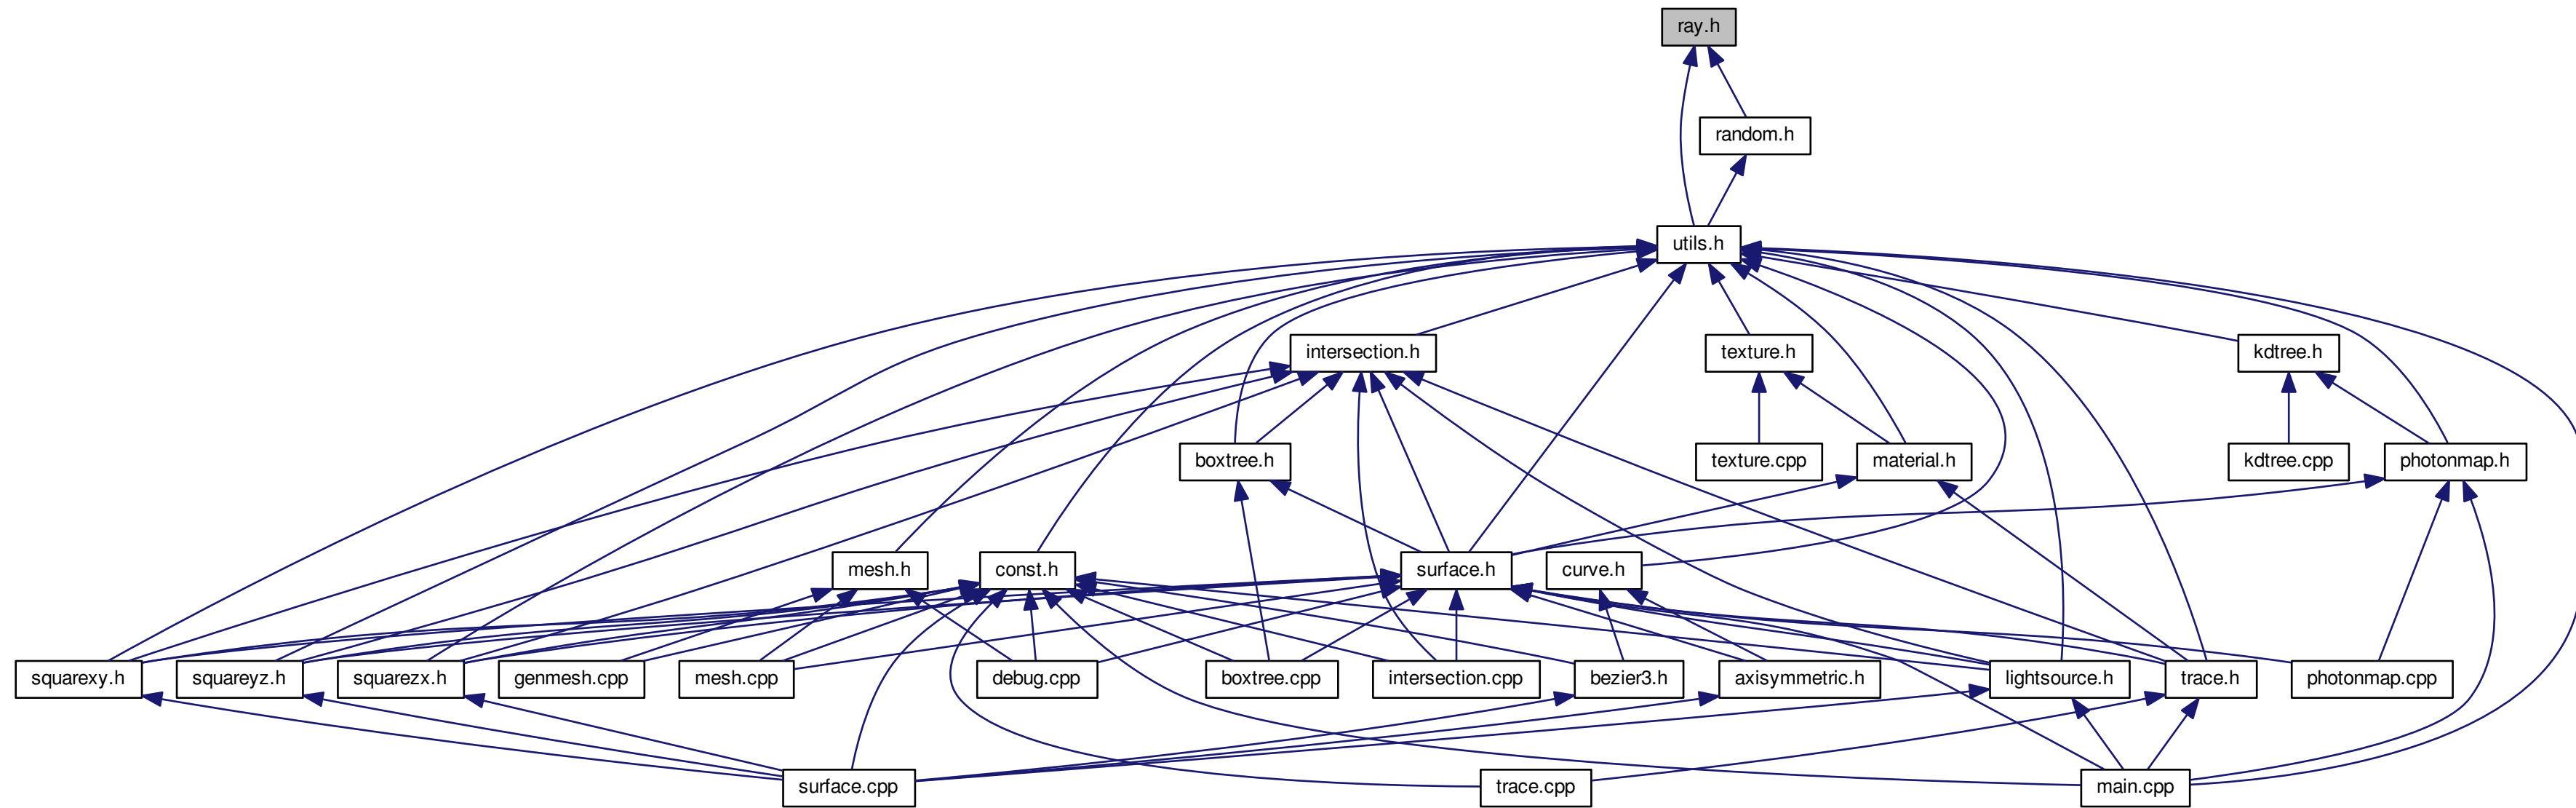 ray.h
random.h
utils.h
intersection.h
texture.h
kdtree.h
boxtree.h
texture.cpp
material.h
kdtree.cpp
photonmap.h
mesh.h
const.h
surface.h
curve.h
squarexy.h
squareyz.h
squarezx.h
genmesh.cpp
mesh.cpp
debug.cpp
boxtree.cpp
intersection.cpp
bezier3.h
axisymmetric.h
lightsource.h
trace.h
photonmap.cpp
surface.cpp
trace.cpp
main.cpp